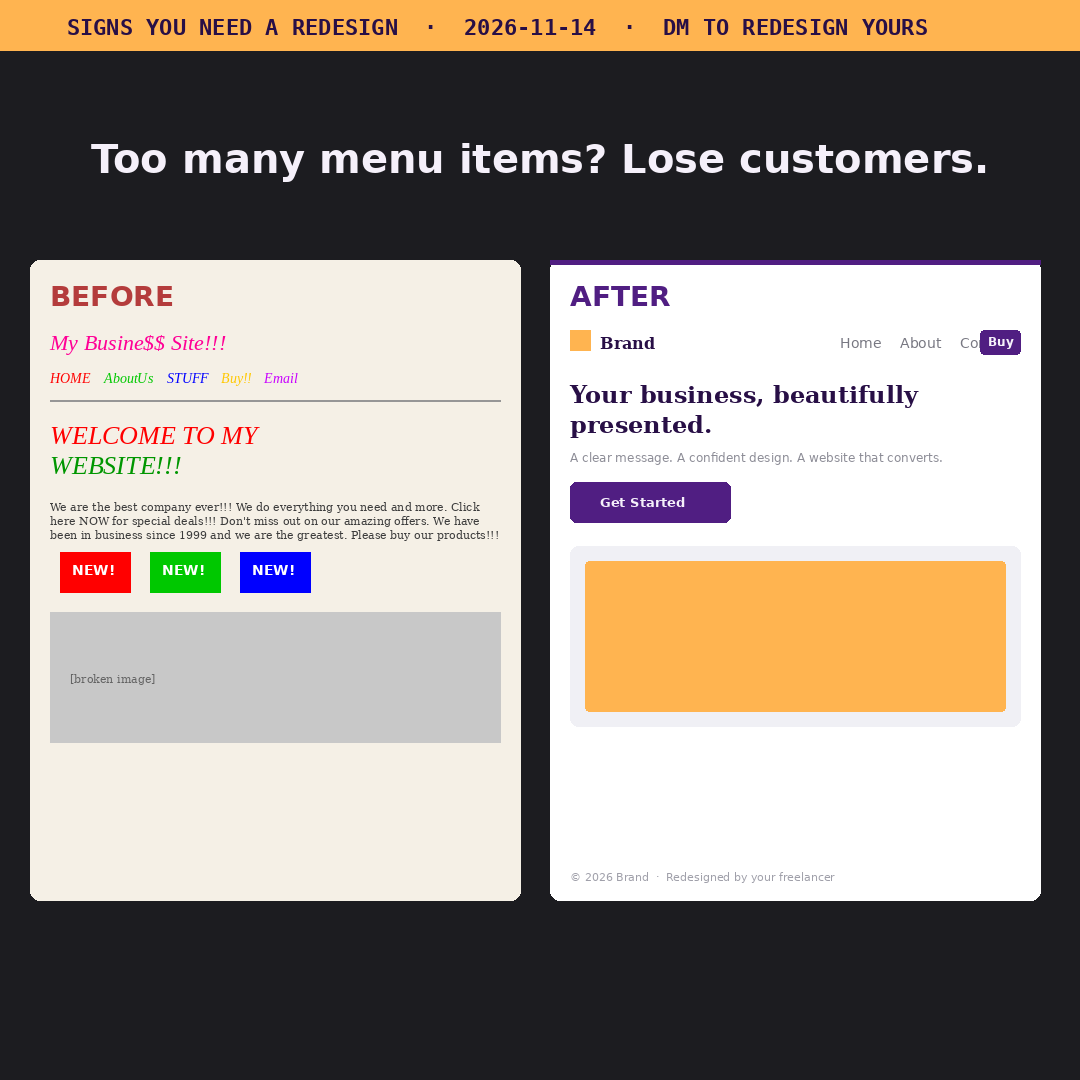 SIGNS YOU NEED A REDESIGN · 2026-11-14 · DM TO REDESIGN YOURS
Too many menu items? Lose customers.
BEFORE
My Busine$$ Site!!!
HOME AboutUs STUFF Buy!! Email
WELCOME TO MY
WEBSITE!!!
We are the best company ever!!! We do everything you need and more. Click
here NOW for special deals!!! Don't miss out on our amazing offers. We have
been in business since 1999 and we are the greatest. Please buy our products!!!
NEW! NEW! NEW!
[broken image]
AFTER
Brand Home About Buy
Your business, beautifully
presented.
A clear message. A confident design. A website that converts.
Get Started
© 2026 Brand · Redesigned by your freelancer